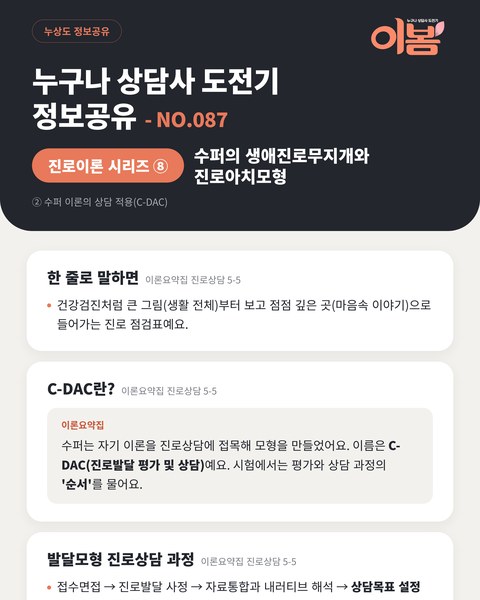 누상도 정보공유
누구나 상담사 도전기
이봄
누구나 상담사 도전기
정보공유 - NO.087
진로이론 시리즈 ⑧
수퍼의 생애진로무지개와
진로아치모형
② 수퍼 이론의 상담 적용(C-DAC)
한 줄로 말하면 이론요약집 진로상담 5-5
• 건강검진처럼 큰 그림(생활 전체)부터 보고 점점 깊은 곳(마음속 이야기)으로
들어가는 진로 점검표예요.
C-DAC란? 이론요약집 진로상담 5-5
이론요약집
수퍼는 자기 이론을 진로상담에 접목해 모형을 만들었어요. 이름은 C-
DAC(진로발달 평가 및 상담)예요. 시험에서는 평가와 상담 과정의
'순서'를 물어요.
발달모형 진로상담 과정 이론요약집 진로상담 5-5
• 접수면접 → 진로발달 사정 → 자료통합과 내러티브 해석 → 상담목표 설정